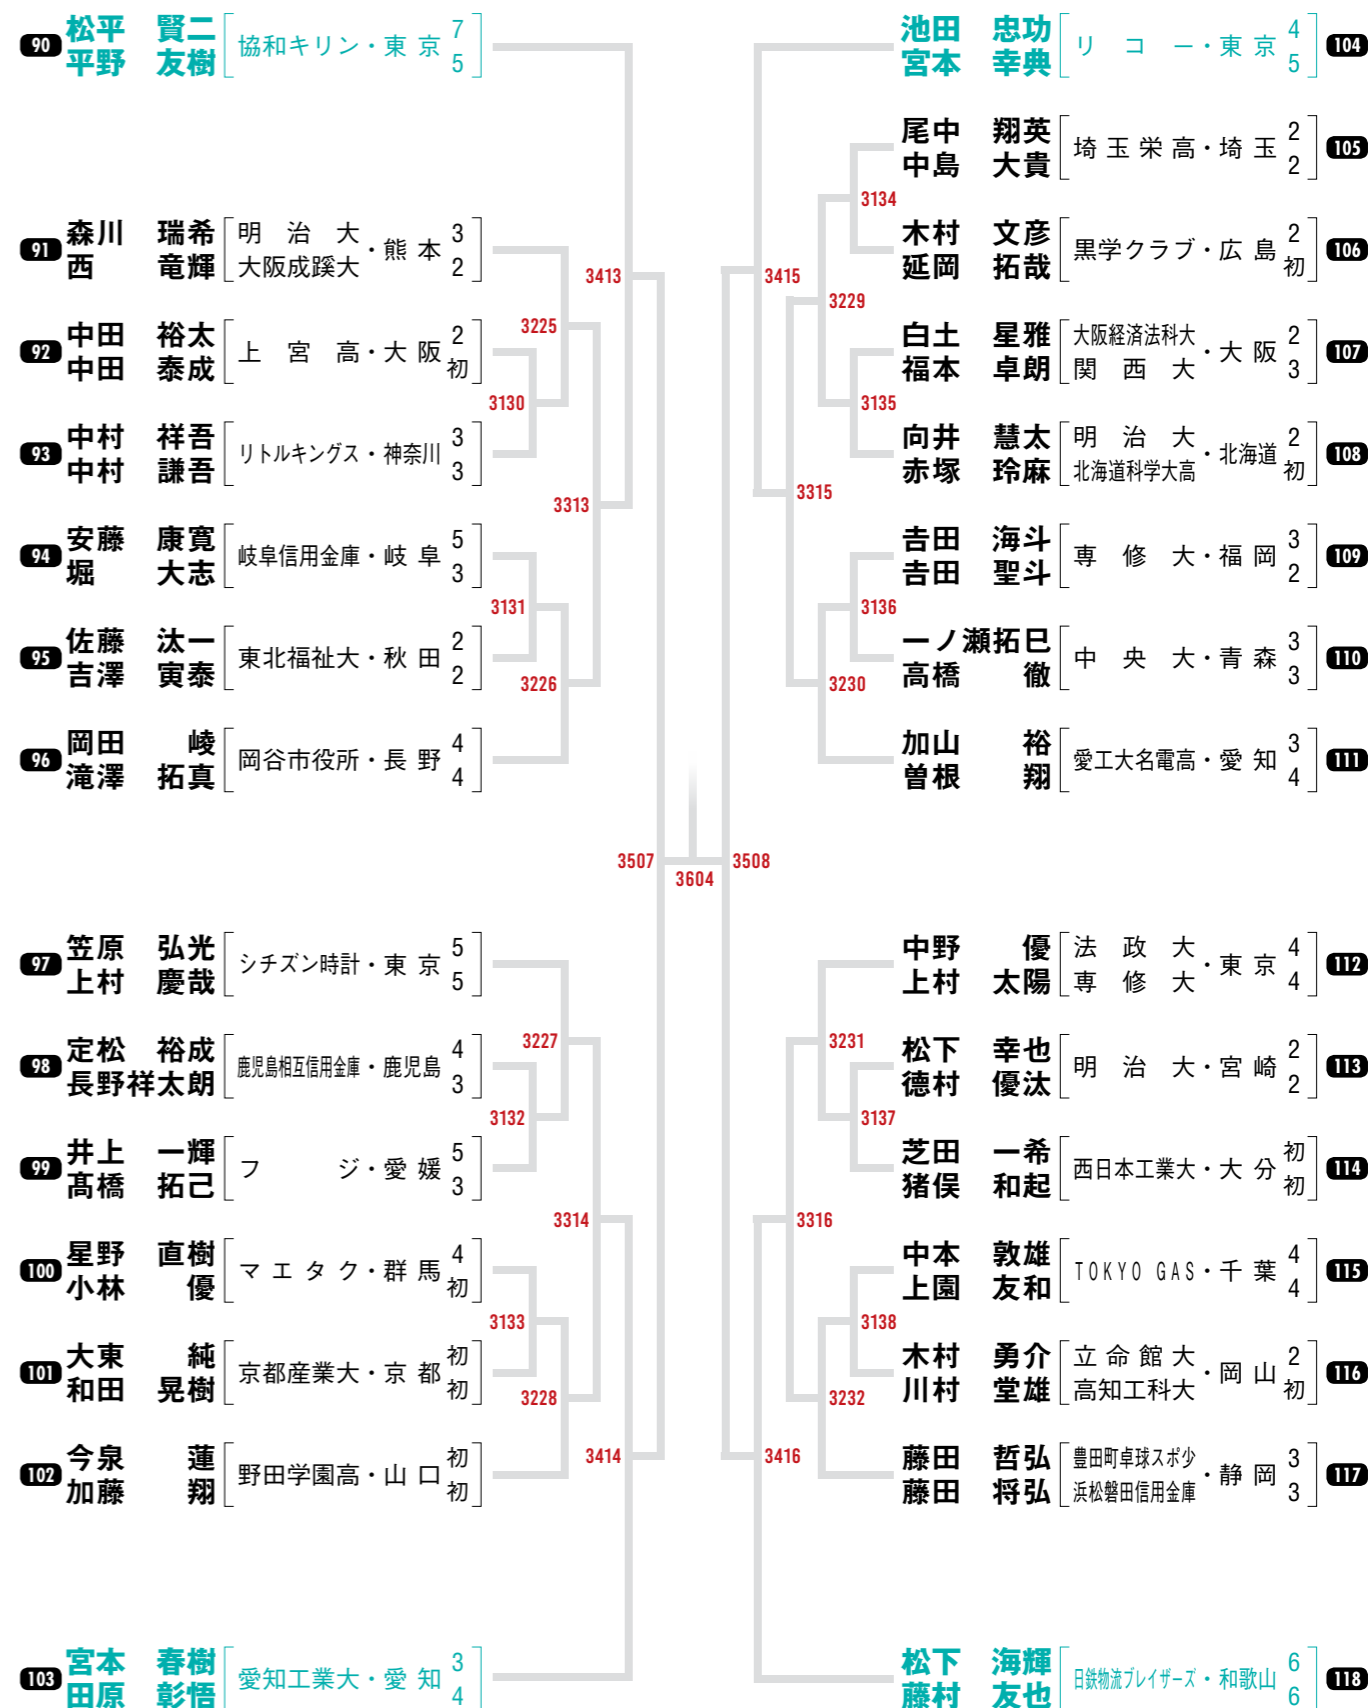 90 松平 賢二 平野 友樹 [協和キリン・東京 7 5]
91 森川 瑞希 西 竜輝 [明治大 大阪成蹊大・熊本 3 2]
92 中田 裕太 中田 泰成 [上宮高・大阪 2 初]
93 中村 祥吾 中村 謙吾 [リトルキングス・神奈川 3 3]
94 安藤 康寛 堀 大志 [岐阜信用金庫・岐阜 5 3]
95 佐藤 汰一 吉澤 寅泰 [東北福祉大・秋田 2 2]
96 岡田 崚 滝澤 拓真 [岡谷市役所・長野 4 4]
97 笠原 弘光 上村 慶哉 [シチズン時計・東京 5 5]
98 定松 裕成 長野祥太朗 [鹿児島相互信用金庫・鹿児島 4 3]
99 井上 一輝 髙橋 拓己 [フジ・愛媛 5 3]
100 星野 直樹 小林 優 [マエタク・群馬 4 初]
101 大東 純 和田 晃樹 [京都産業大・京都 初 初]
102 今泉 蓮 加藤 翔 [野田学園高・山口 初 初]
103 宮本 春樹 田原 彰悟 [愛知工業大・愛知 3 4]
3413
3225
3130
3313
3131
3226
3507
3604
3508
3227
3132
3314
3133
3228
3414
3134
3415
3229
3135
3315
3136
3230
3231
3137
3316
3138
3232
3416
池田 忠功 宮本 幸典 [リコー・東京 4 5] 104
尾中 翔英 中島 大貴 [埼玉栄高・埼玉 2 2] 105
木村 文彦 延岡 拓哉 [黒学クラブ・広島 2 初] 106
白土 星雅 福本 卓朗 [大阪経済法科大 関西大・大阪 2 3] 107
向井 慧太 赤塚 玲麻 [明治大 北海道科学大高・北海道 2 初] 108
𠮷田 海斗 𠮷田 聖斗 [専修大・福岡 3 2] 109
一ノ瀬拓巳 高橋 徹 [中央大・青森 3 3] 110
加山 裕 曽根 翔 [愛工大名電高・愛知 3 4] 111
中野 優 上村 太陽 [法政大 専修大・東京 4 4] 112
松下 幸也 德村 優汰 [明治大・宮崎 2 2] 113
芝田 一希 猪俣 和起 [西日本工業大・大分 初 初] 114
中本 敦雄 上園 友和 [TOKYO GAS・千葉 4 4] 115
木村 勇介 川村 堂雄 [立命館大 高知工科大・岡山 2 初] 116
藤田 哲弘 藤田 将弘 [豊田町卓球スポ少 浜松磐田信用金庫・静岡 3 3] 117
松下 海輝 藤村 友也 [日鉄物流ブレイザーズ・和歌山 6 6] 118